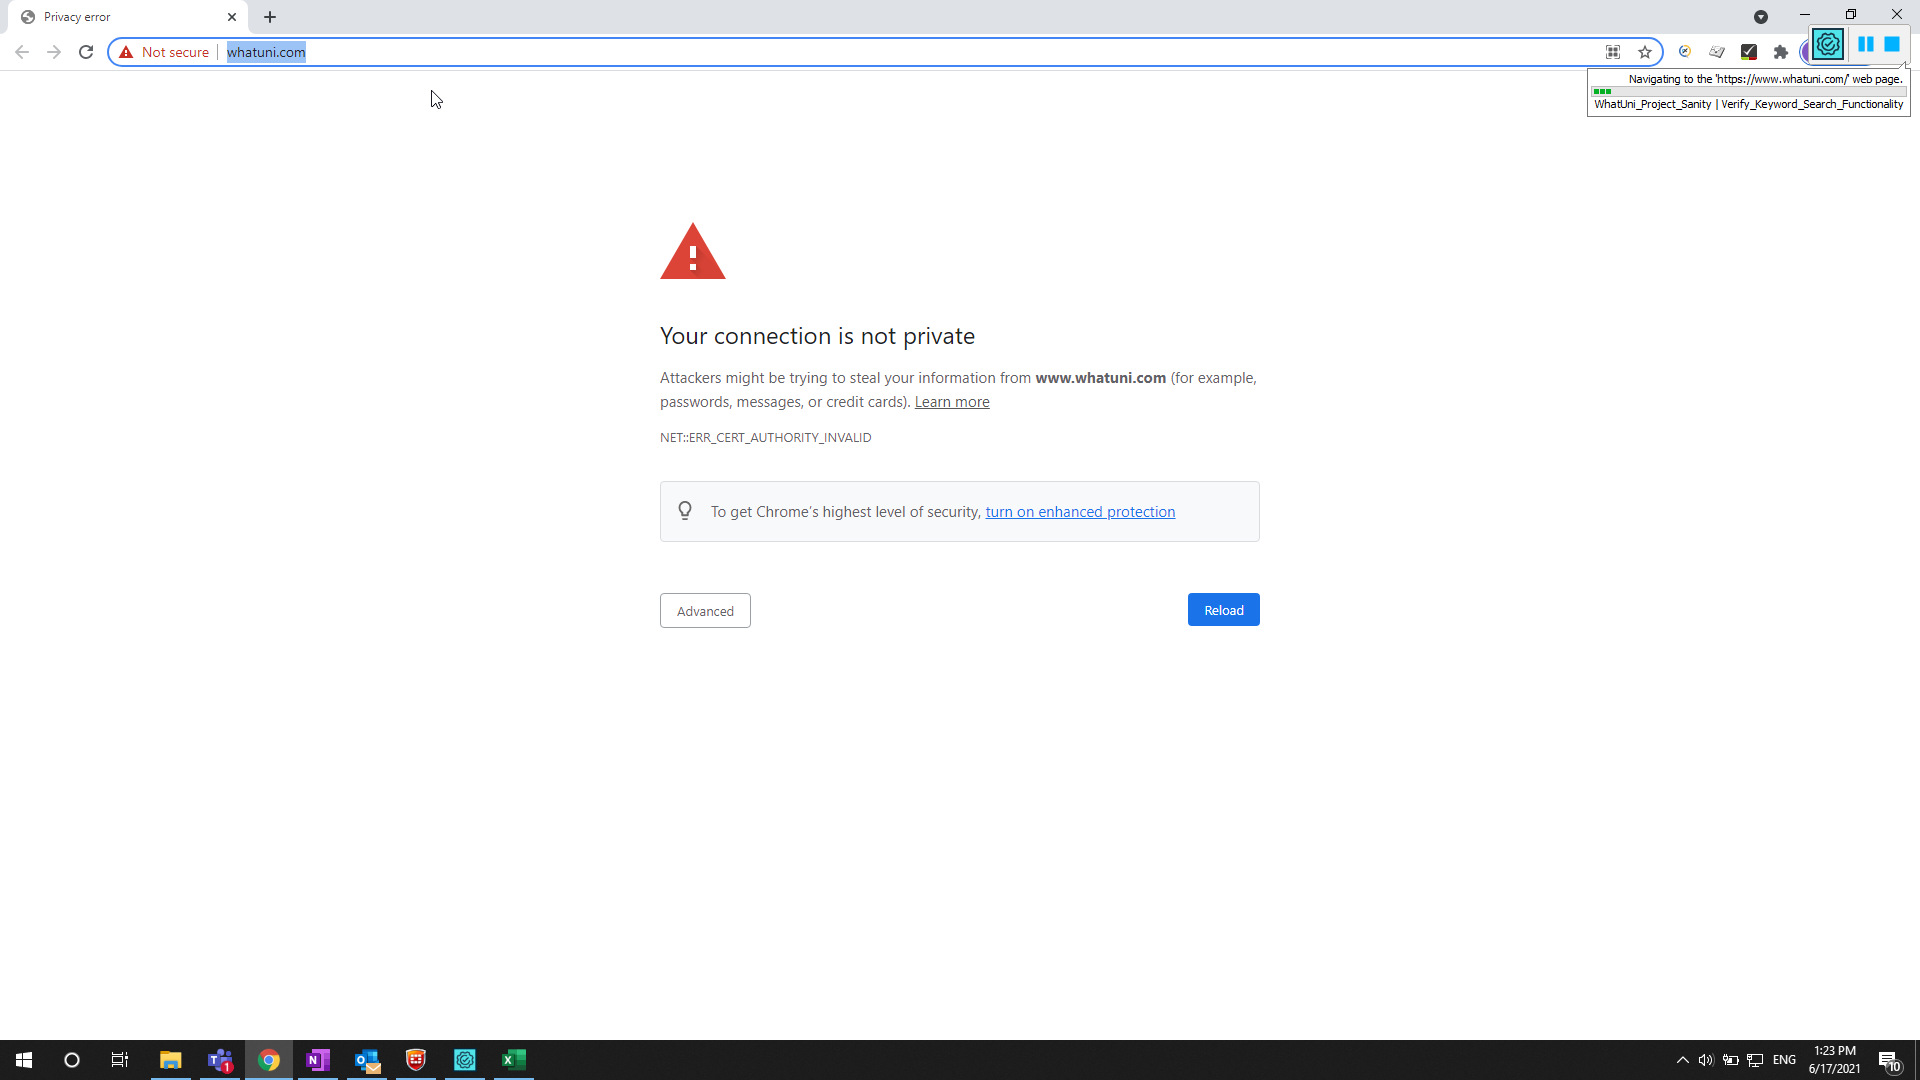 Privacy error
Not secure
whatuni.com
Navigating to the 'https://www.whatuni.com/' web page.
WhatUni_Project_Sanity | Verify_Keyword_Search_Functionality
Your connection is not private
Attackers might be trying to steal your information from www.whatuni.com (for example,
passwords, messages, or credit cards). Learn more
NET::ERR_CERT_AUTHORITY_INVALID
To get Chrome's highest level of security, turn on enhanced protection
Advanced
Reload
1
ENG
1:23 PM
6/17/2021
10